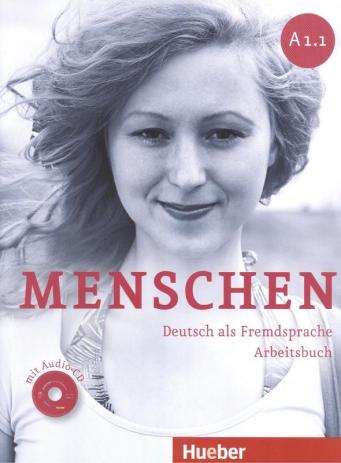 A1.1
MENSCHEN
Deutsch als Fremdsprache
Arbeitsbuch
mit Audio-CD
Hueber